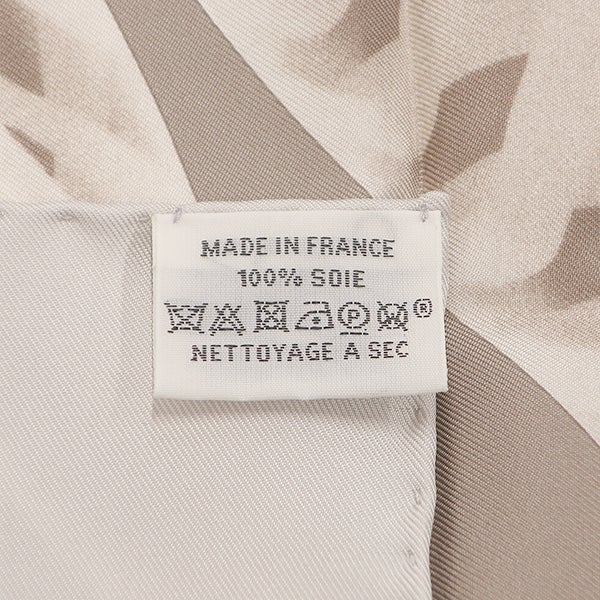 MADE IN FRANCE
100% SOIE
P ®
NETTOYAGE A SEC